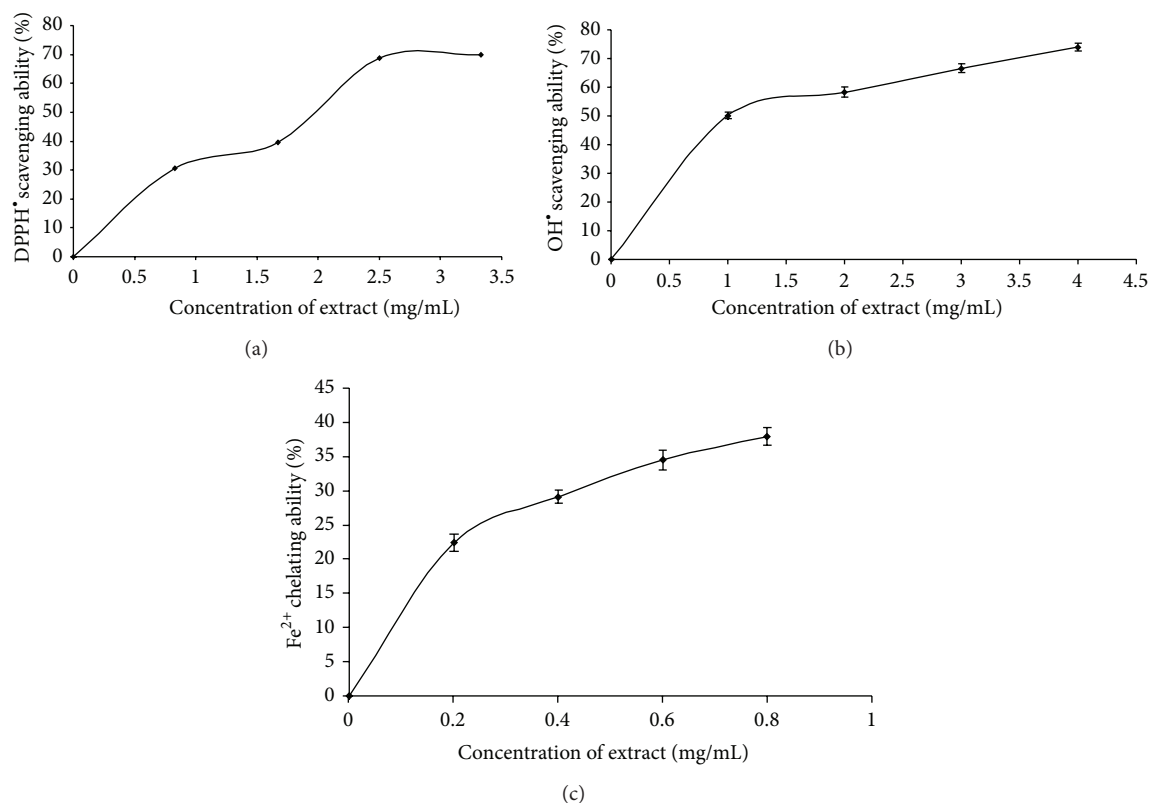 DPPH• scavenging ability (%)
80
70
60
50
40
30
20
10
0
0 0.5 1 1.5 2 2.5 3 3.5
Concentration of extract (mg/mL)
(a)
OH• scavenging ability (%)
80
70
60
50
40
30
20
10
0
0 0.5 1 1.5 2 2.5 3 3.5 4 4.5
Concentration of extract (mg/mL)
(b)
Fe²⁺ chelating ability (%)
45
40
35
30
25
20
15
10
5
0
0 0.2 0.4 0.6 0.8 1
Concentration of extract (mg/mL)
(c)